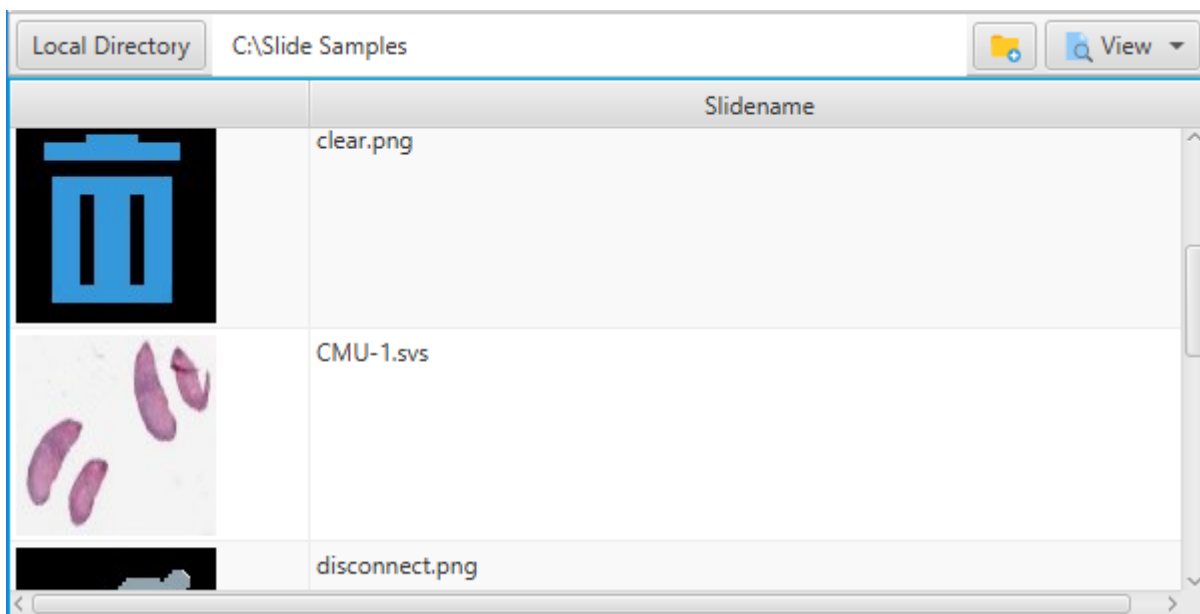 Local Directory C:\Slide Samples View
Slidename
clear.png
CMU-1.svs
disconnect.png